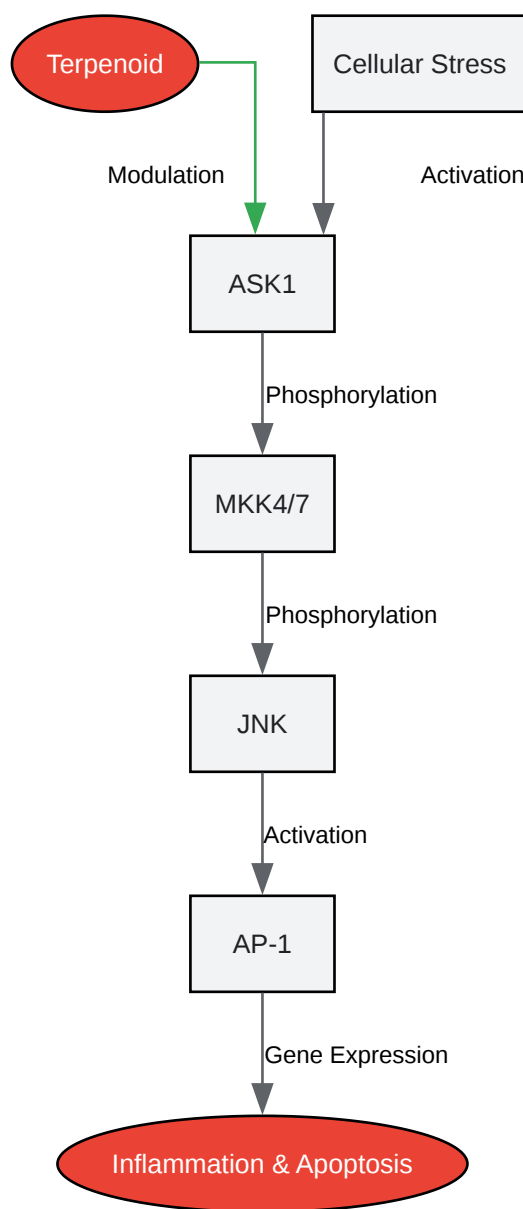 Terpenoid
Cellular Stress
Modulation
Activation
ASK1
Phosphorylation
MKK4/7
Phosphorylation
JNK
Activation
AP-1
Gene Expression
Inflammation & Apoptosis